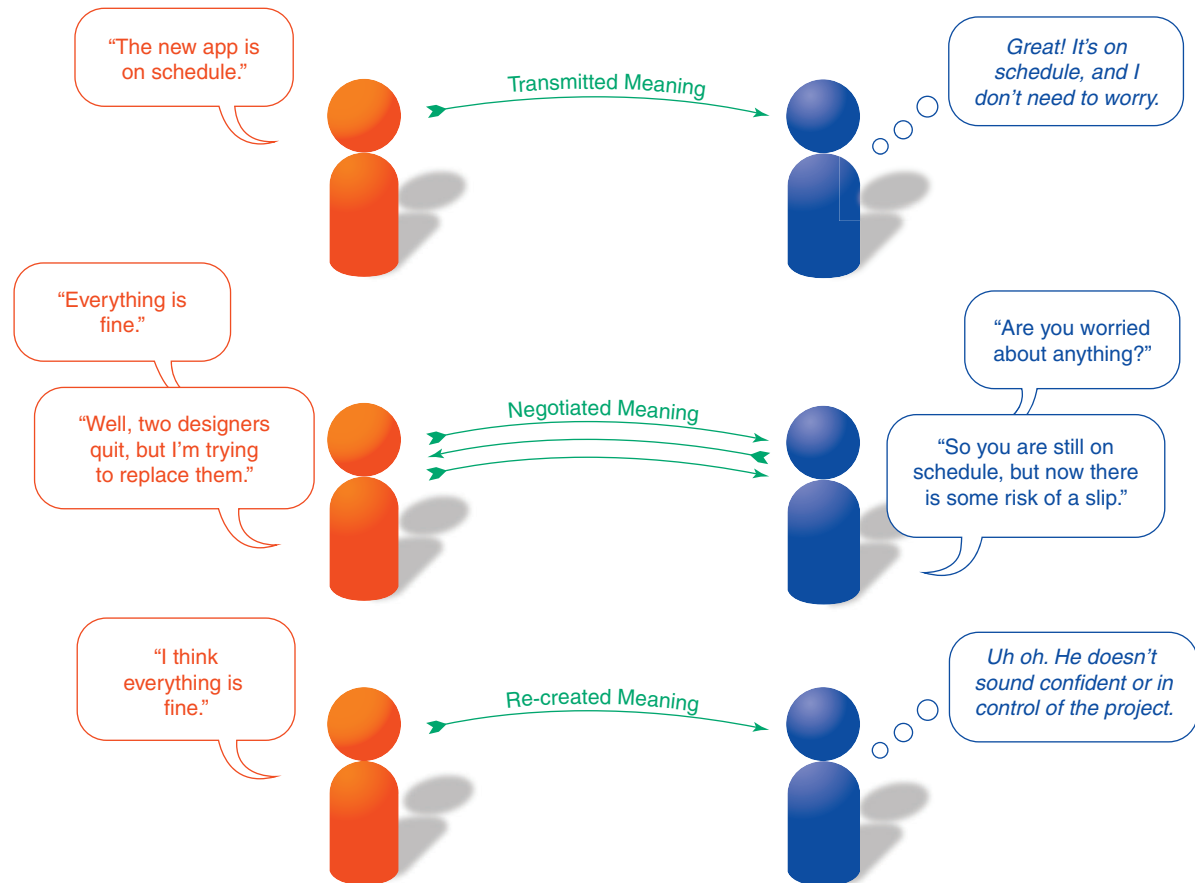 “The new app is
on schedule.”
Transmitted Meaning
Great! It’s on
schedule, and I
don’t need to worry.
“Everything is
fine.”
“Are you worried
about anything?”
“Well, two designers
quit, but I’m trying
to replace them.”
Negotiated Meaning
“So you are still on
schedule, but now there
is some risk of a slip.”
“I think
everything is
fine.”
Re-created Meaning
Uh oh. He doesn’t
sound confident or in
control of the project.